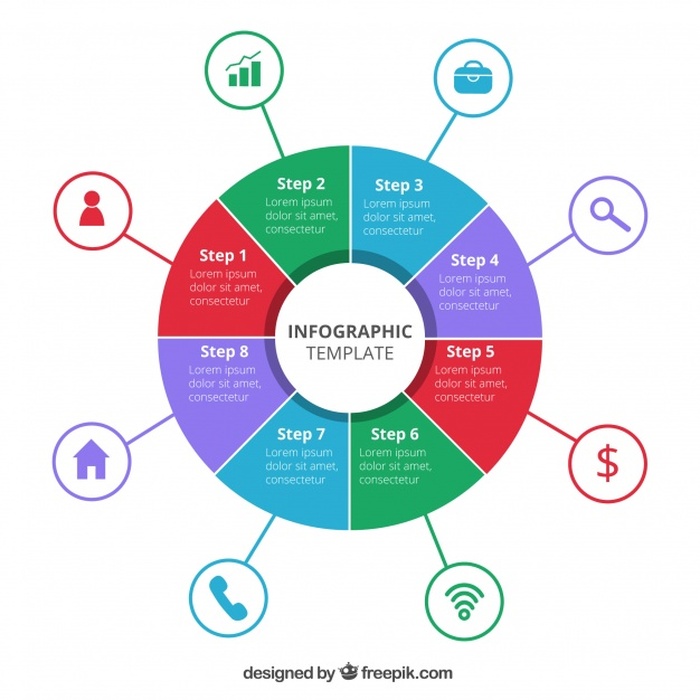 Step 1
Lorem ipsum
dolor sit amet,
consectetur
Step 2
Lorem ipsum
dolor sit amet,
consectetur
Step 3
Lorem ipsum
dolor sit amet,
consectetur
Step 4
Lorem ipsum
dolor sit amet,
consectetur
Step 5
Lorem ipsum
dolor sit amet,
consectetur
Step 6
Lorem ipsum
dolor sit amet,
consectetur
Step 7
Lorem ipsum
dolor sit amet,
consectetur
Step 8
Lorem ipsum
dolor sit amet,
consectetur
INFOGRAPHIC
TEMPLATE
$
designed by freepik.com